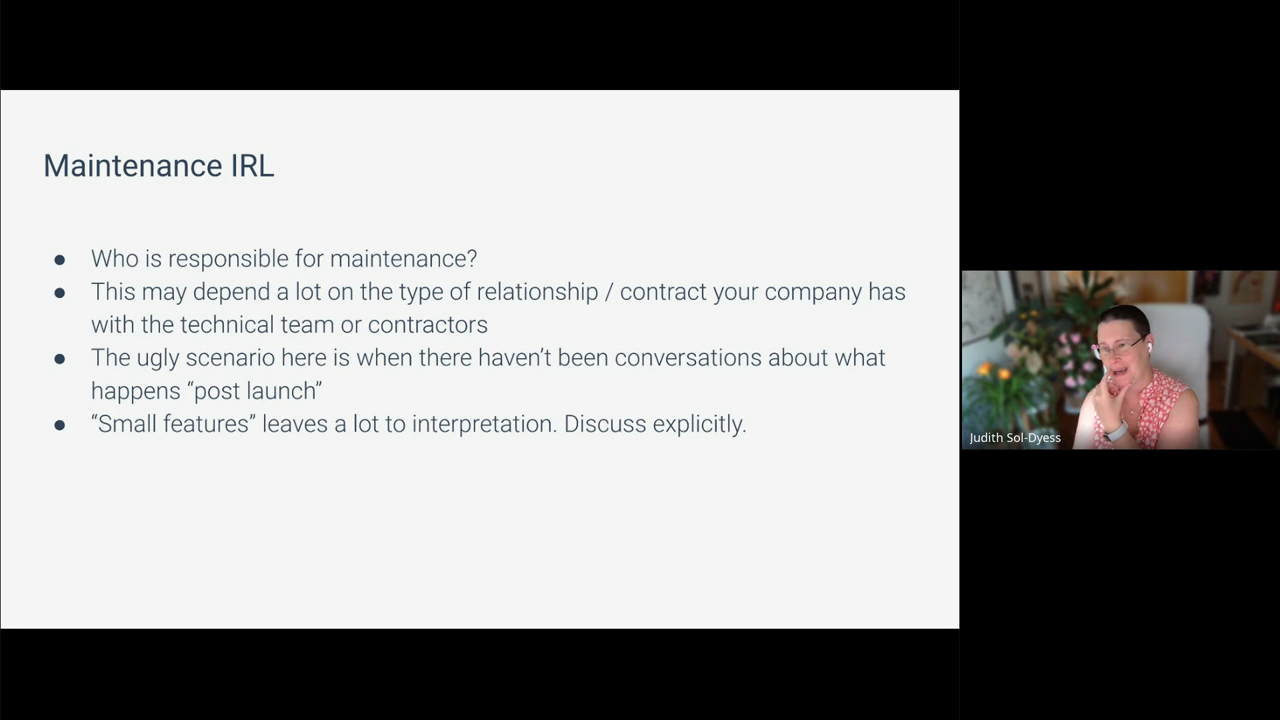 Maintenance IRL
● Who is responsible for maintenance?
● This may depend a lot on the type of relationship / contract your company has
with the technical team or contractors
● The ugly scenario here is when there haven’t been conversations about what
happens “post launch”
● “Small features” leaves a lot to interpretation. Discuss explicitly.
Judith Sol-Dyess